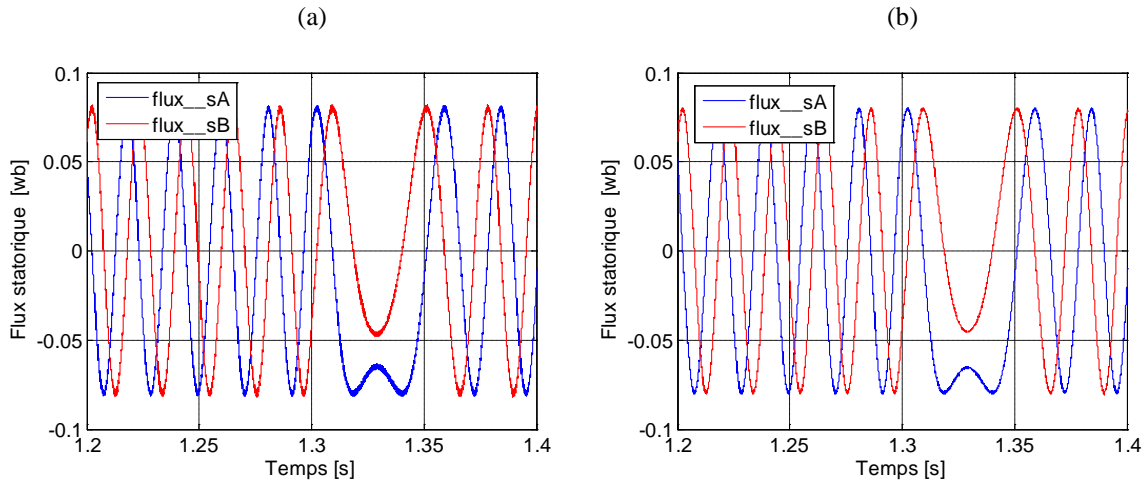 (a)
(b)
0.1
0.05
0
-0.05
-0.1
Flux statorique [wb]
flux__sA
flux__sB
1.2
1.25
1.3
1.35
1.4
Temps [s]
0.1
0.05
0
-0.05
-0.1
Flux statorique [wb]
flux__sA
flux__sB
1.2
1.25
1.3
1.35
1.4
Temps [s]